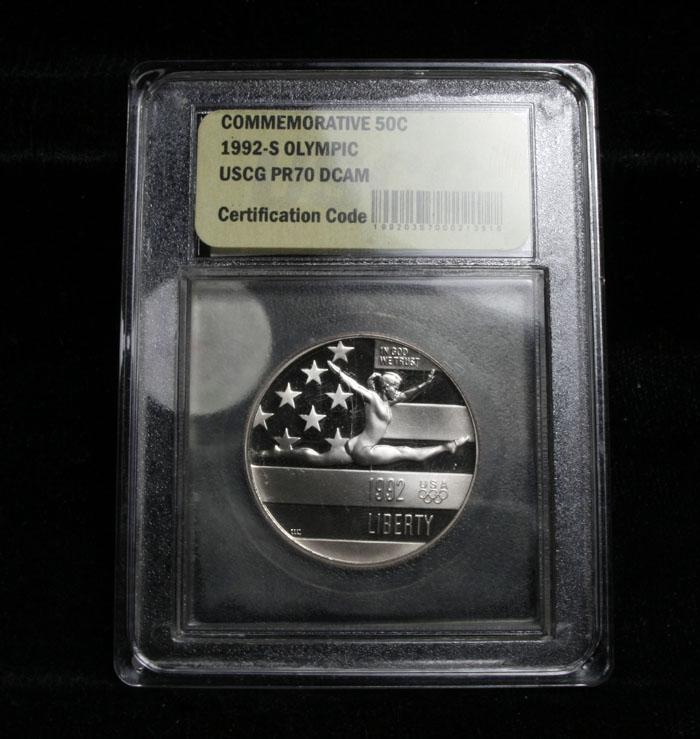 COMMEMORATIVE 50C
1992-S OLYMPIC
USCG PR70 DCAM
Certification Code
IN GOD
WE TRUST
1992 USA
LIBERTY